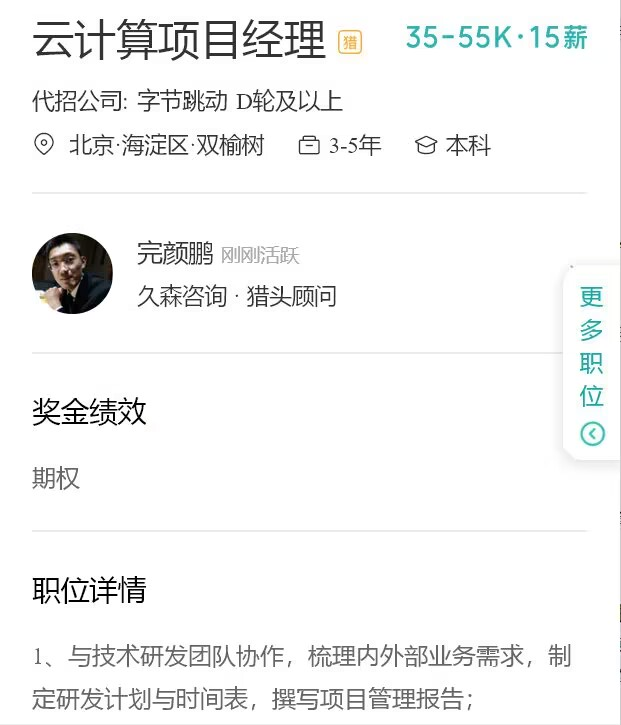 云计算项目经理 猎 35-55K·15薪
代招公司: 字节跳动 D轮及以上
北京·海淀区·双榆树 3-5年 本科
完颜鹏 刚刚活跃
久森咨询 · 猎头顾问
更多职位
奖金绩效
期权
职位详情
1、与技术研发团队协作，梳理内外部业务需求，制
定研发计划与时间表，撰写项目管理报告；